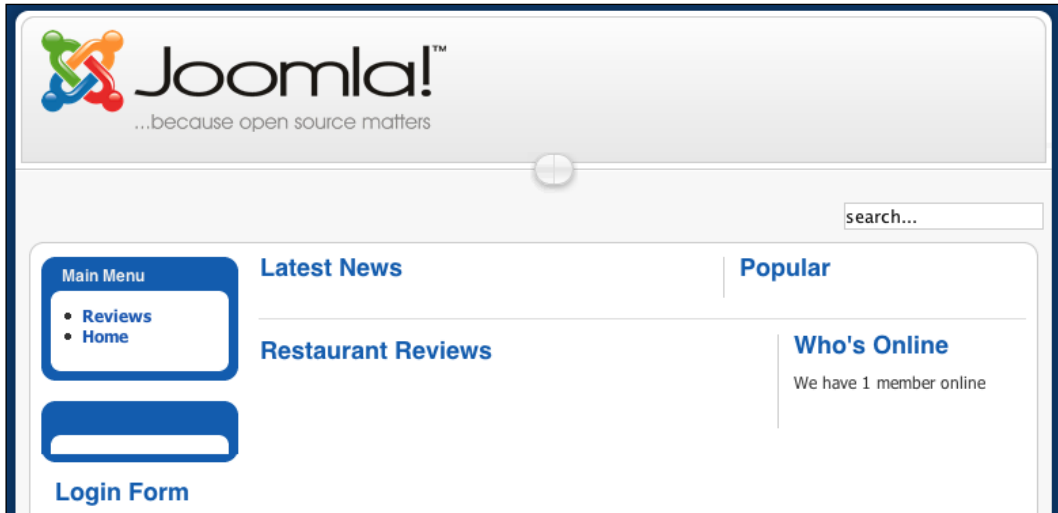 Joomla!™
...because open source matters
search...
Main Menu
Reviews
Home
Latest News
Popular
Restaurant Reviews
Who's Online
We have 1 member online
Login Form